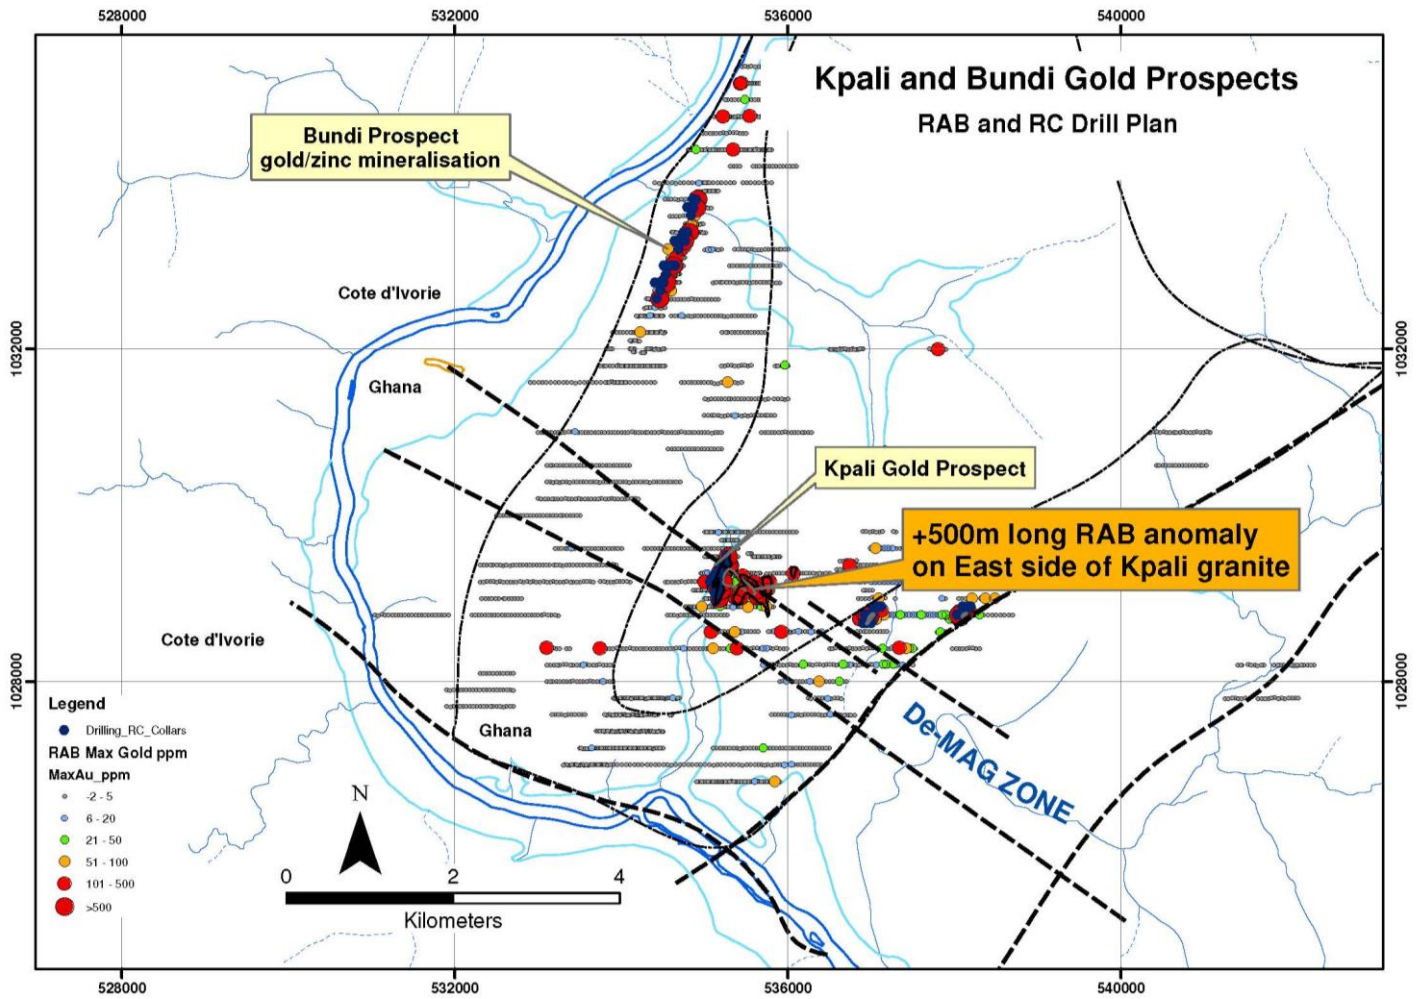 528000
532000
536000
540000
Kpali and Bundi Gold Prospects
RAB and RC Drill Plan
Bundi Prospect
gold/zinc mineralisation
Cote d'Ivorie
1032000
1032000
Ghana
Kpali Gold Prospect
+500m long RAB anomaly
on East side of Kpali granite
Cote d'Ivorie
1028000
1028000
Ghana
De-MAG ZONE
Legend
Drilling_RC_Collars
RAB Max Gold ppm
MaxAu_ppm
-2 - 5
6 - 20
21 - 50
51 - 100
101 - 500
>500
N
0
2
4
Kilometers
528000
532000
536000
540000